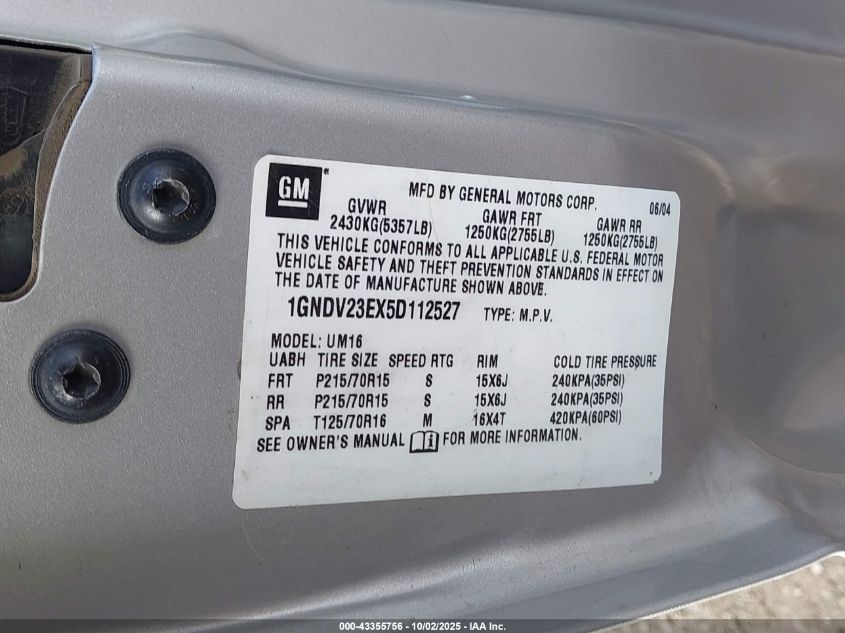 GM
MFD BY GENERAL MOTORS CORP. 06/04
GVWR GAWR FRT GAWR RR
2430KG(5357LB) 1250KG(2755LB) 1250KG(2755LB)
THIS VEHICLE CONFORMS TO ALL APPLICABLE U.S. FEDERAL MOTOR
VEHICLE SAFETY AND THEFT PREVENTION STANDARDS IN EFFECT ON
THE DATE OF MANUFACTURE SHOWN ABOVE.
1GNDV23EX5D112527 TYPE: M.P.V.
MODEL: UM16
UABH TIRE SIZE SPEED RTG RIM COLD TIRE PRESSURE
FRT P215/70R15 S 15X6J 240KPA(35PSI)
RR P215/70R15 S 15X6J 240KPA(35PSI)
SPA T125/70R16 M 16X4T 420KPA(60PSI)
SEE OWNER'S MANUAL FOR MORE INFORMATION.
000-43355756 - 10/02/2025 - IAA Inc.